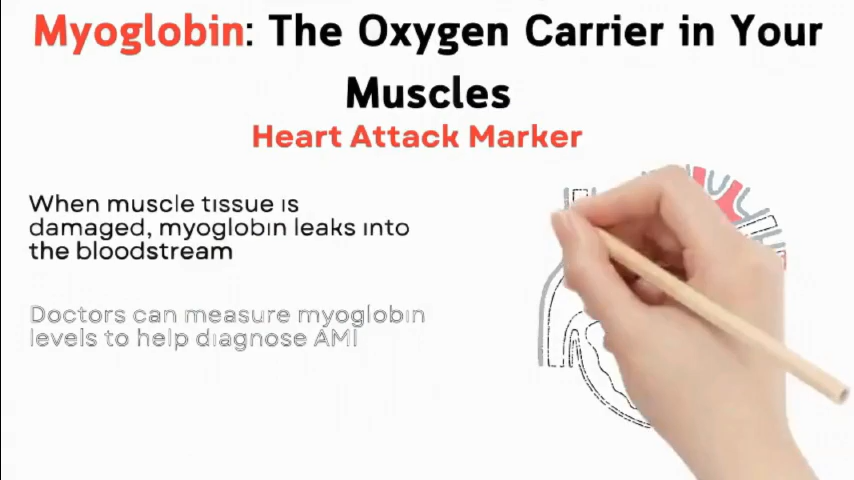 Myoglobin: The Oxygen Carrier in Your
Muscles
Heart Attack Marker
When muscle tissue is
damaged, myoglobin leaks into
the bloodstream
Doctors can measure myoglobin
levels to help diagnose AMI